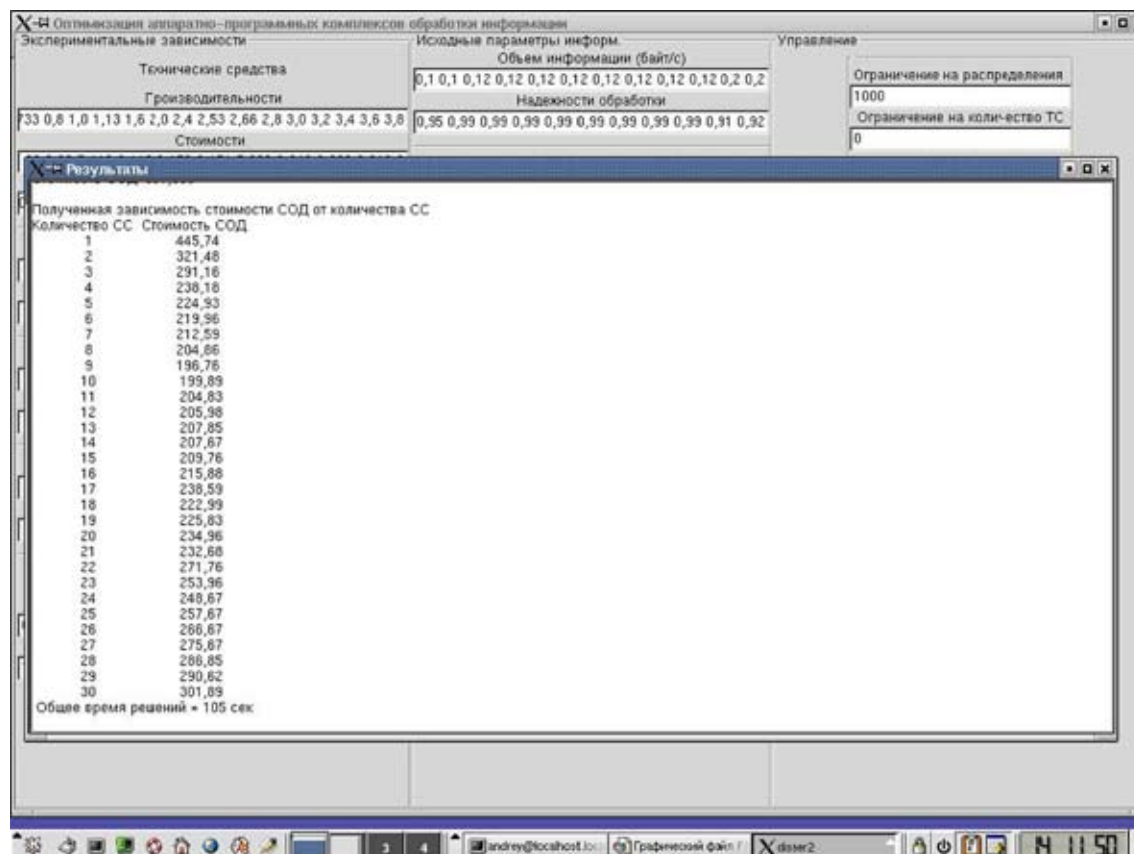 Оптимизация аппаратно-программных комплексов обработки информации
Экспериментальные зависимости
Исходные параметры информ.
Управление
Технические средства
Объем информации (байт/с)
0,1 0,1 0,12 0,12 0,12 0,12 0,12 0,12 0,12 0,12 0,2 0,2
Ограничение на распределения
Производительности
Надежности обработки
1000
733 0,8 1,0 1,13 1,6 2,0 2,4 2,53 2,66 2,8 3,0 3,2 3,4 3,6 3,8
0,95 0,99 0,99 0,99 0,99 0,99 0,99 0,99 0,99 0,91 0,92
Ограничение на колич-ество ТС
Стоимости
0
Результаты
Полученная зависимость стоимости СОД от количества СС
Количество СС Стоимость СОД
1 445,74
2 321,48
3 291,16
4 238,18
5 224,93
6 219,96
7 212,59
8 204,86
9 196,76
10 199,89
11 204,83
12 205,98
13 207,85
14 207,67
15 209,76
16 215,88
17 238,59
18 222,99
19 225,83
20 234,96
21 232,68
22 271,76
23 253,96
24 248,67
25 257,67
26 266,67
27 275,67
28 286,85
29 290,62
30 301,89
Общее время решений = 105 сек
3 4
andrey@localhost.loc
Графический файл /
disser2
11 50